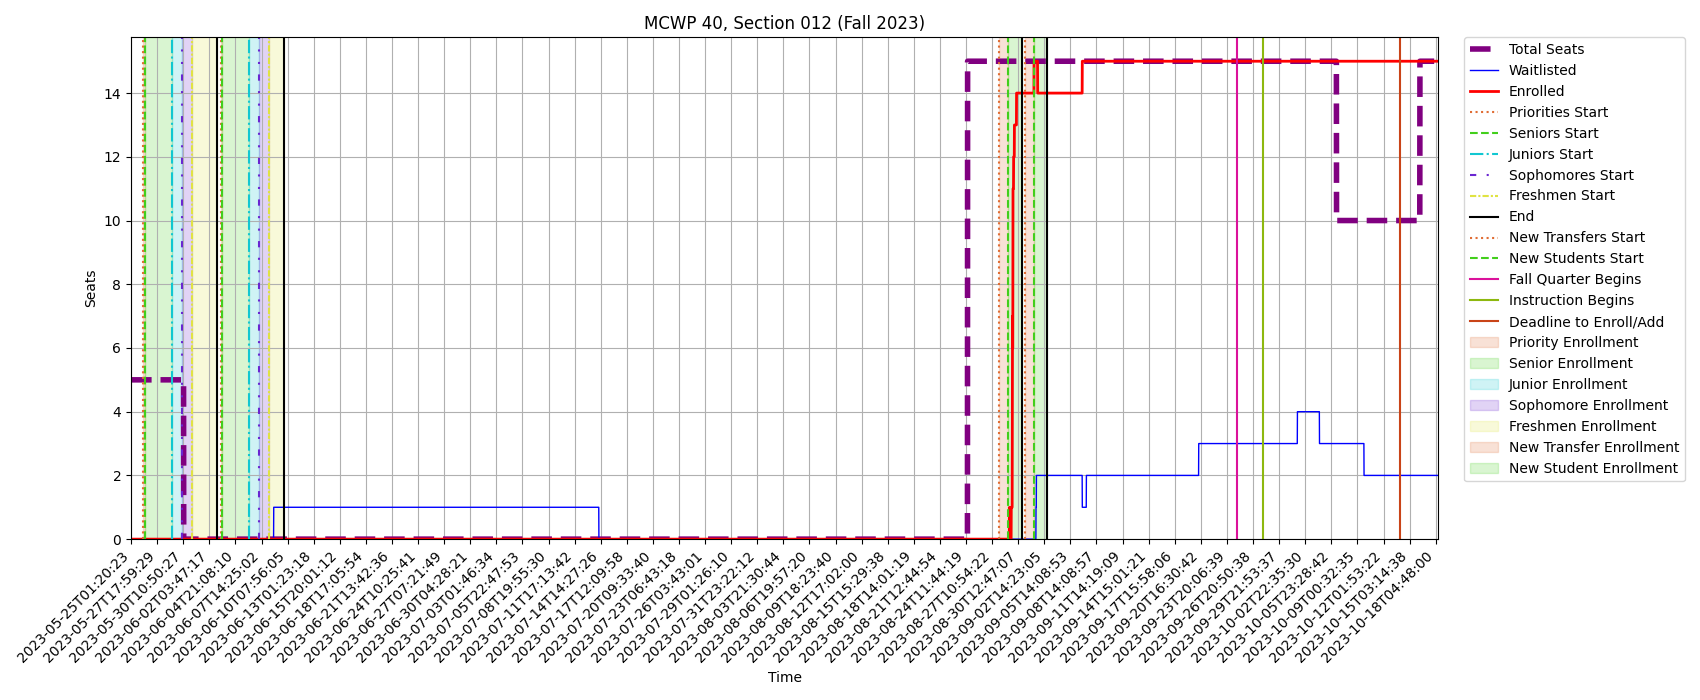 MCWP 40, Section 012 (Fall 2023)
Seats
14
12
10
8
6
4
2
0
2023-05-25T01:20:23
2023-05-27T17:59:29
2023-05-30T10:50:27
2023-06-02T03:47:17
2023-06-04T21:08:10
2023-06-07T14:25:02
2023-06-10T07:56:05
2023-06-13T01:23:18
2023-06-15T20:01:12
2023-06-18T17:05:54
2023-06-21T13:42:36
2023-06-24T10:25:41
2023-06-27T07:21:49
2023-06-30T04:28:21
2023-07-03T01:46:34
2023-07-05T22:47:53
2023-07-08T19:55:30
2023-07-11T17:13:42
2023-07-14T14:27:26
2023-07-17T12:09:58
2023-07-20T09:33:40
2023-07-23T06:43:18
2023-07-26T03:43:01
2023-07-29T01:26:10
2023-07-31T23:22:12
2023-08-03T21:30:44
2023-08-06T19:57:20
2023-08-09T18:23:40
2023-08-12T17:02:00
2023-08-15T15:29:38
2023-08-18T14:01:19
2023-08-21T12:44:54
2023-08-24T11:44:19
2023-08-27T10:54:22
2023-08-30T12:47:07
2023-09-02T14:23:05
2023-09-05T14:08:53
2023-09-08T14:08:57
2023-09-11T14:19:09
2023-09-14T15:01:21
2023-09-17T15:58:06
2023-09-20T16:30:42
2023-09-23T20:06:39
2023-09-26T20:50:38
2023-09-29T21:53:37
2023-10-02T22:35:30
2023-10-05T23:28:42
2023-10-09T00:32:35
2023-10-12T01:53:22
2023-10-15T03:14:38
2023-10-18T04:48:00
Time
Total Seats
Waitlisted
Enrolled
Priorities Start
Seniors Start
Juniors Start
Sophomores Start
Freshmen Start
End
New Transfers Start
New Students Start
Fall Quarter Begins
Instruction Begins
Deadline to Enroll/Add
Priority Enrollment
Senior Enrollment
Junior Enrollment
Sophomore Enrollment
Freshmen Enrollment
New Transfer Enrollment
New Student Enrollment